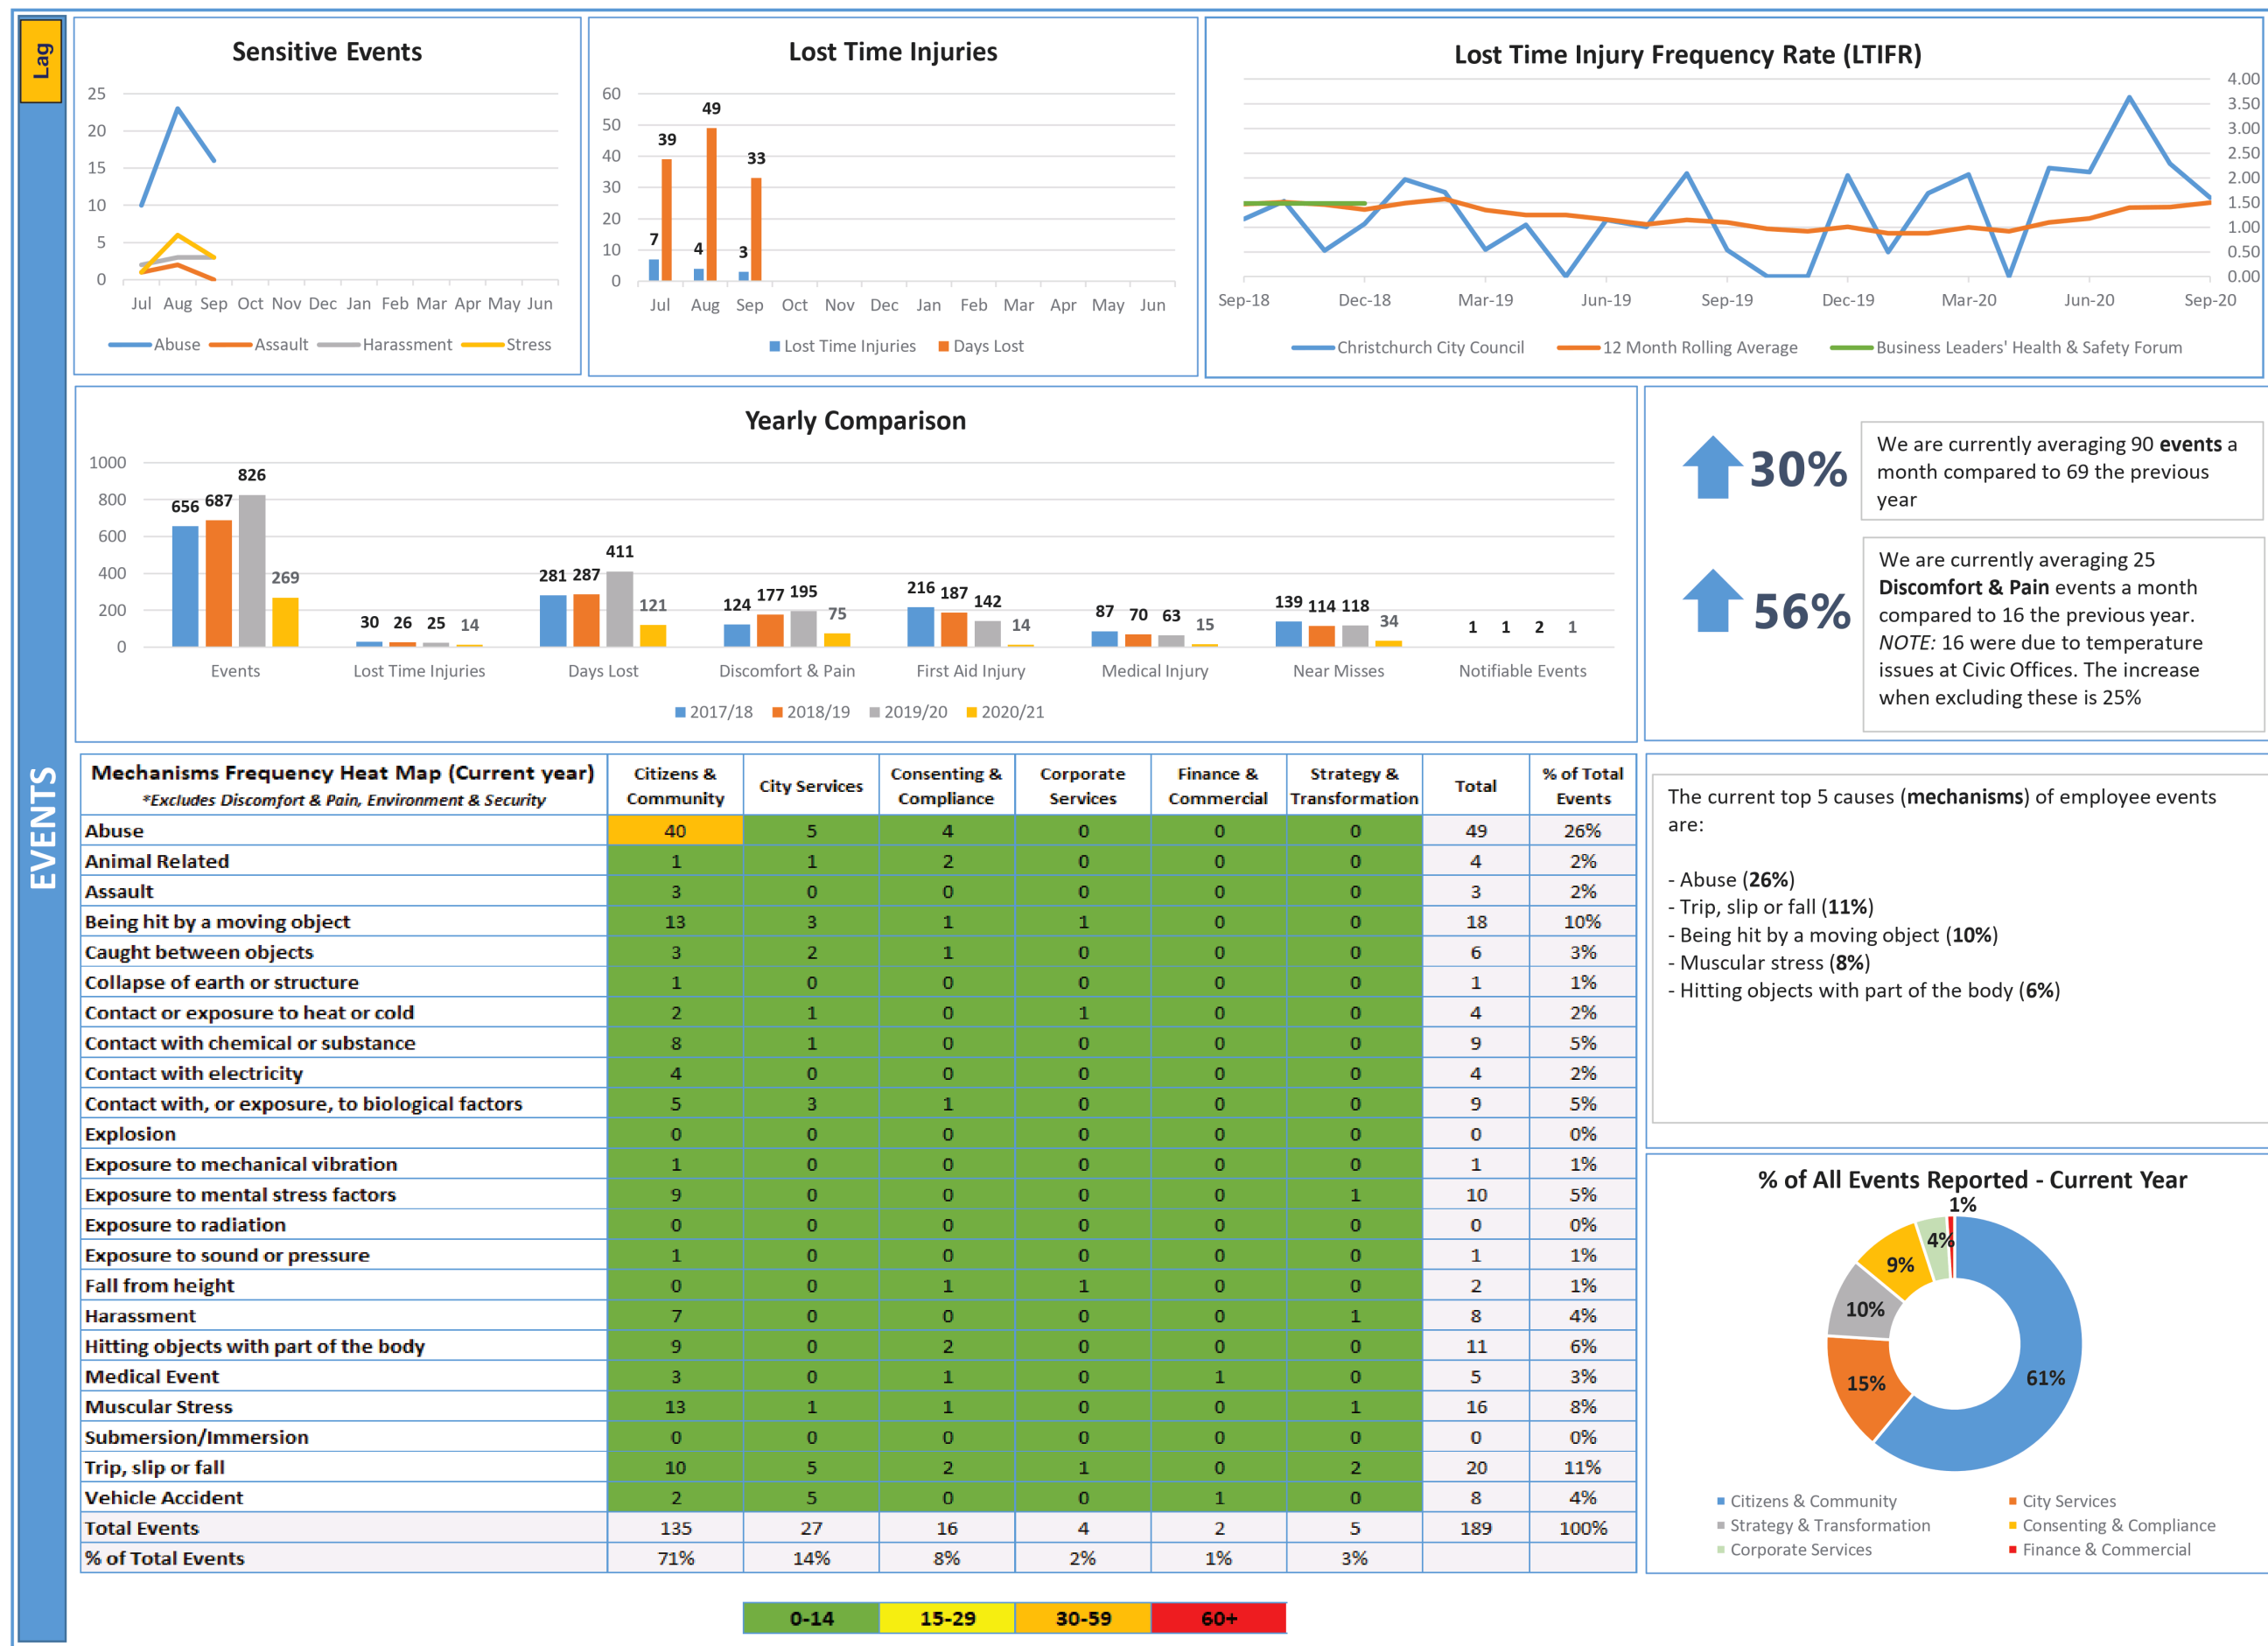 Lag
EVENTS
Sensitive Events
25
20
15
10
5
0
Jul Aug Sep Oct Nov Dec Jan Feb Mar Apr May Jun
Abuse Assault Harassment Stress
Lost Time Injuries
60
50
40
30
20
10
0
7 39 4 49 3 33
Jul Aug Sep Oct Nov Dec Jan Feb Mar Apr May Jun
Lost Time Injuries Days Lost
Lost Time Injury Frequency Rate (LTIFR)
4.00
3.50
3.00
2.50
2.00
1.50
1.00
0.50
0.00
Sep-18 Dec-18 Mar-19 Jun-19 Sep-19 Dec-19 Mar-20 Jun-20 Sep-20
Christchurch City Council 12 Month Rolling Average Business Leaders' Health & Safety Forum
Yearly Comparison
1000
800
600
400
200
0
656 687 826 269
30 26 25 14
281 287 411 121
124 177 195 75
216 187 142 14
87 70 63 15
139 114 118 34
1 1 2 1
Events Lost Time Injuries Days Lost Discomfort & Pain First Aid Injury Medical Injury Near Misses Notifiable Events
2017/18 2018/19 2019/20 2020/21
30%
We are currently averaging 90 events a
month compared to 69 the previous
year
56%
We are currently averaging 25
Discomfort & Pain events a month
compared to 16 the previous year.
NOTE: 16 were due to temperature
issues at Civic Offices. The increase
when excluding these is 25%
Mechanisms Frequency Heat Map (Current year)
*Excludes Discomfort & Pain, Environment & Security
Citizens & Community City Services Consenting & Compliance Corporate Services Finance & Commercial Strategy & Transformation Total % of Total Events
Abuse 40 5 4 0 0 0 49 26%
Animal Related 1 1 2 0 0 0 4 2%
Assault 3 0 0 0 0 0 3 2%
Being hit by a moving object 13 3 1 1 0 0 18 10%
Caught between objects 3 2 1 0 0 0 6 3%
Collapse of earth or structure 1 0 0 0 0 0 1 1%
Contact or exposure to heat or cold 2 1 0 1 0 0 4 2%
Contact with chemical or substance 8 1 0 0 0 0 9 5%
Contact with electricity 4 0 0 0 0 0 4 2%
Contact with, or exposure, to biological factors 5 3 1 0 0 0 9 5%
Explosion 0 0 0 0 0 0 0 0%
Exposure to mechanical vibration 1 0 0 0 0 0 1 1%
Exposure to mental stress factors 9 0 0 0 0 1 10 5%
Exposure to radiation 0 0 0 0 0 0 0 0%
Exposure to sound or pressure 1 0 0 0 0 0 1 1%
Fall from height 0 0 1 1 0 0 2 1%
Harassment 7 0 0 0 0 1 8 4%
Hitting objects with part of the body 9 0 2 0 0 0 11 6%
Medical Event 3 0 1 0 1 0 5 3%
Muscular Stress 13 1 1 0 0 1 16 8%
Submersion/Immersion 0 0 0 0 0 0 0 0%
Trip, slip or fall 10 5 2 1 0 2 20 11%
Vehicle Accident 2 5 0 0 1 0 8 4%
Total Events 135 27 16 4 2 5 189 100%
% of Total Events 71% 14% 8% 2% 1% 3%
0-14 15-29 30-59 60+
The current top 5 causes (mechanisms) of employee events
are:
- Abuse (26%)
- Trip, slip or fall (11%)
- Being hit by a moving object (10%)
- Muscular stress (8%)
- Hitting objects with part of the body (6%)
% of All Events Reported - Current Year
1%
4%
9%
10%
15%
61%
Citizens & Community City Services
Strategy & Transformation Consenting & Compliance
Corporate Services Finance & Commercial